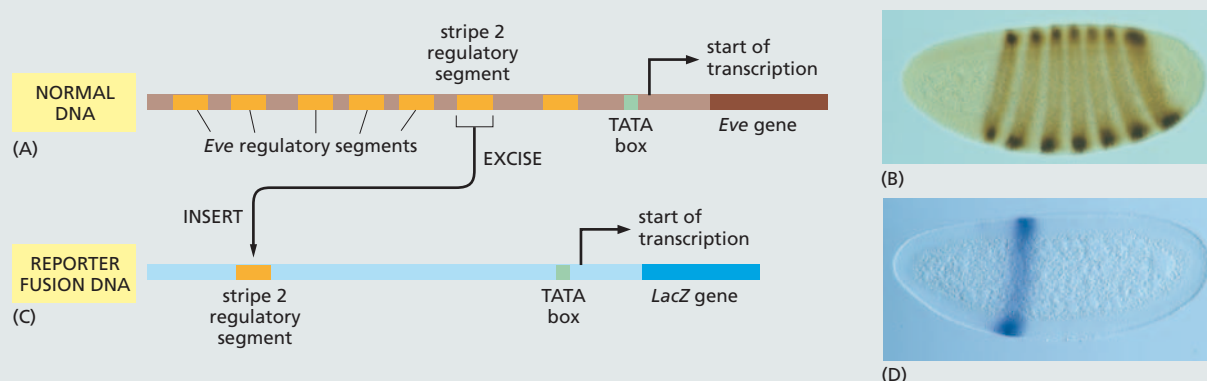 stripe 2
regulatory
segment
start of
transcription
NORMAL
DNA
(A)
Eve regulatory segments
TATA
box
Eve gene
EXCISE
(B)
INSERT
start of
transcription
REPORTER
FUSION DNA
(C)
stripe 2
regulatory
segment
TATA
box
LacZ gene
(D)